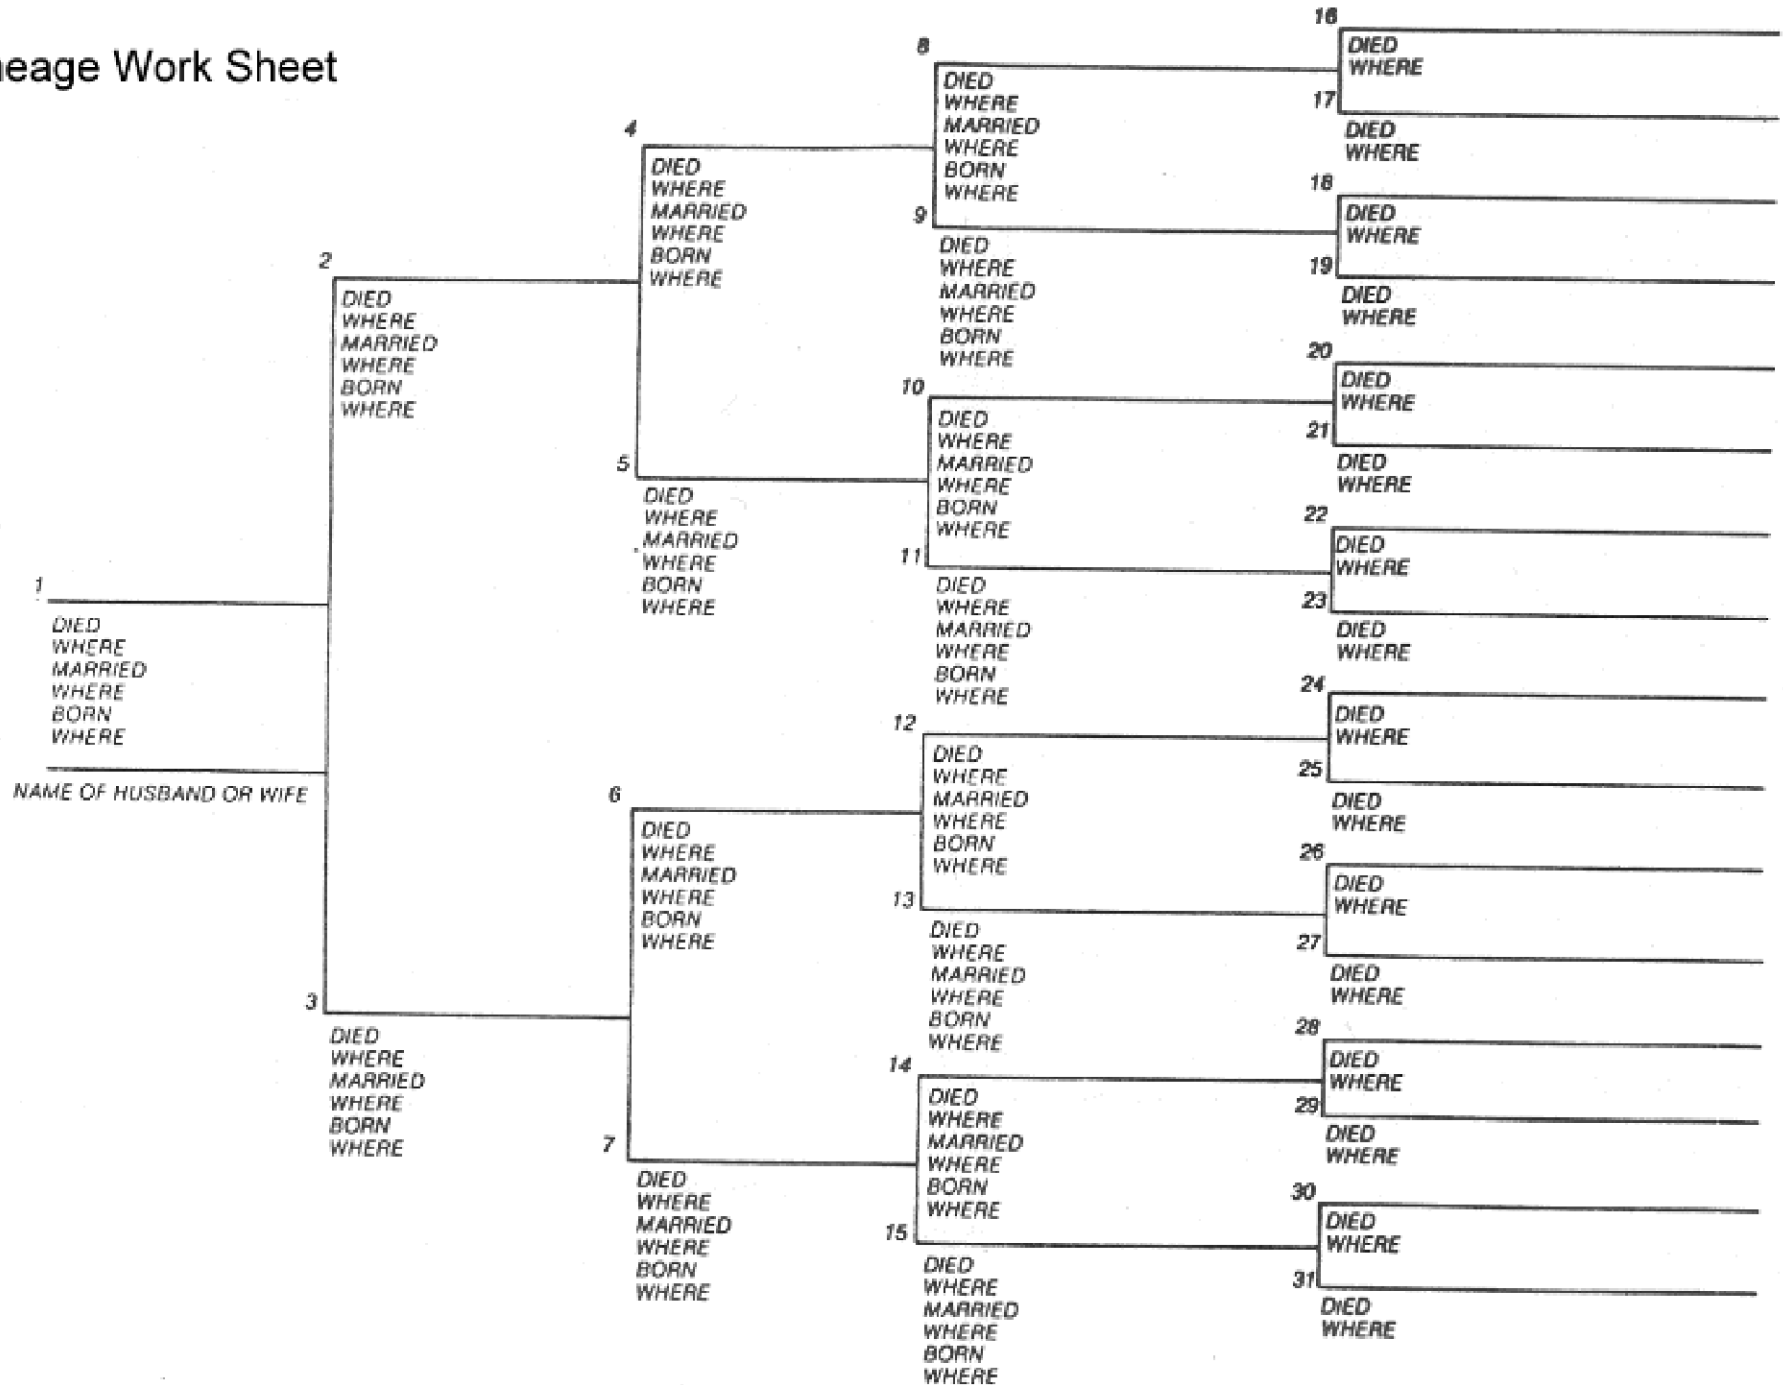 neage Work Sheet
1
DIED
WHERE
MARRIED
WHERE
BORN
WHERE
NAME OF HUSBAND OR WIFE
2
DIED
WHERE
MARRIED
WHERE
BORN
WHERE
3
DIED
WHERE
MARRIED
WHERE
BORN
WHERE
4
DIED
WHERE
MARRIED
WHERE
BORN
WHERE
5
DIED
WHERE
MARRIED
WHERE
BORN
WHERE
6
DIED
WHERE
MARRIED
WHERE
BORN
WHERE
7
DIED
WHERE
MARRIED
WHERE
BORN
WHERE
8
DIED
WHERE
MARRIED
WHERE
BORN
WHERE
9
DIED
WHERE
MARRIED
WHERE
BORN
WHERE
10
DIED
WHERE
MARRIED
WHERE
BORN
WHERE
11
DIED
WHERE
MARRIED
WHERE
BORN
WHERE
12
DIED
WHERE
MARRIED
WHERE
BORN
WHERE
13
DIED
WHERE
MARRIED
WHERE
BORN
WHERE
14
DIED
WHERE
MARRIED
WHERE
BORN
WHERE
15
DIED
WHERE
MARRIED
WHERE
BORN
WHERE
16
DIED
WHERE
17
DIED
WHERE
18
DIED
WHERE
19
DIED
WHERE
20
DIED
WHERE
21
DIED
WHERE
22
DIED
WHERE
23
DIED
WHERE
24
DIED
WHERE
25
DIED
WHERE
26
DIED
WHERE
27
DIED
WHERE
28
DIED
WHERE
29
DIED
WHERE
30
DIED
WHERE
31
DIED
WHERE